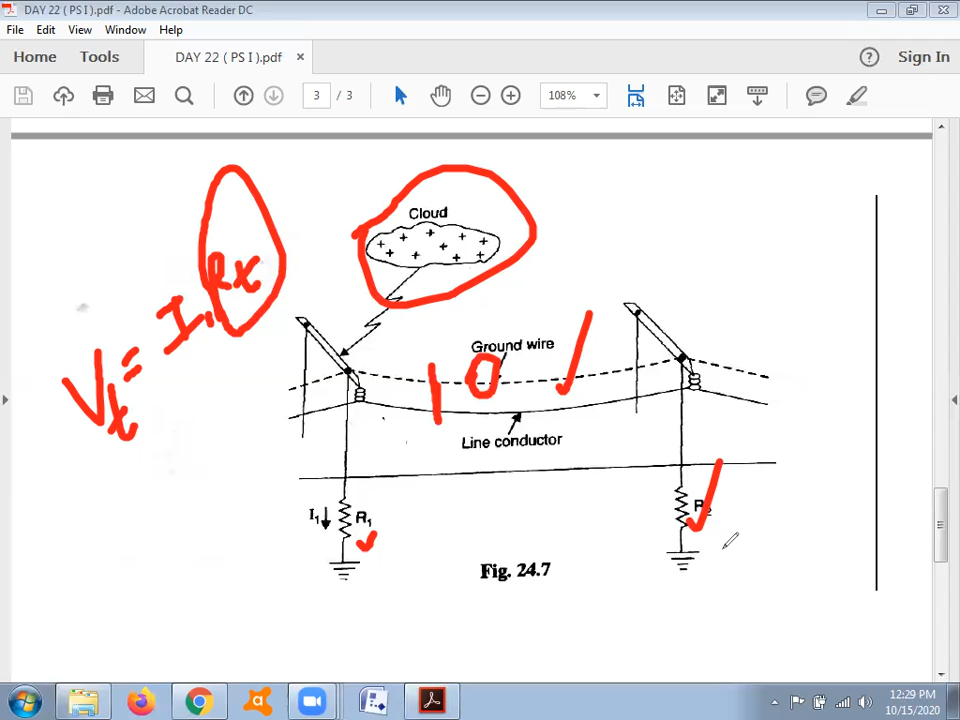 DAY 22 ( PS I ).pdf - Adobe Acrobat Reader DC
File Edit View Window Help
Home Tools DAY 22 ( PS I ).pdf × ? Sign In
3 / 3 108%
Cloud
Rt
I1
Vt =
Ground wire
10
Line conductor
I1 R1
R2
Fig. 24.7
12:29 PM
10/15/2020